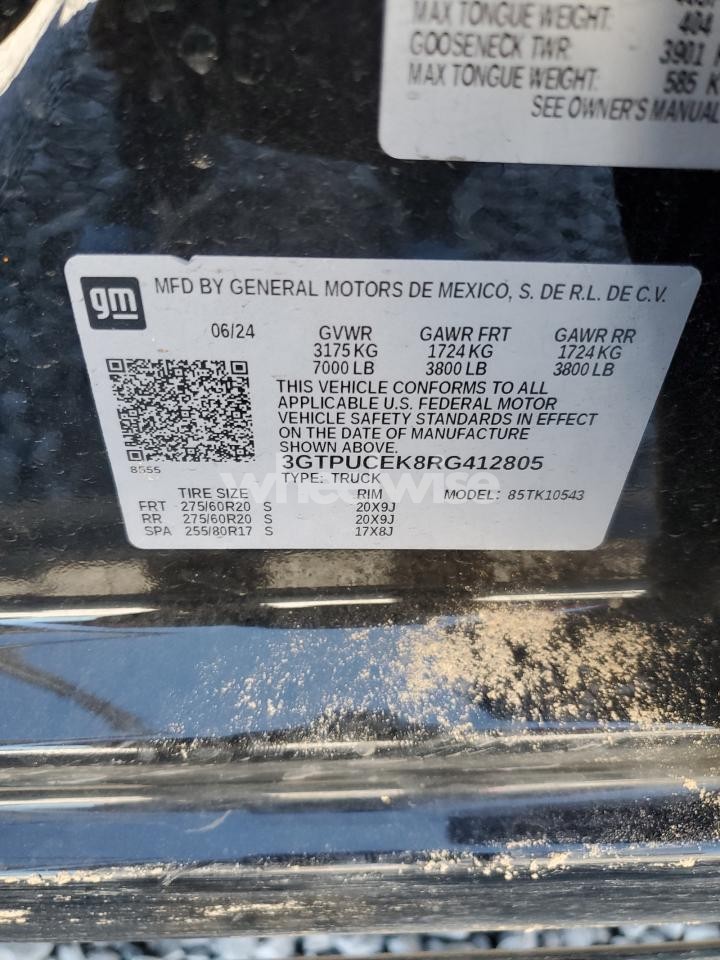 MAX TONGUE WEIGHT: 404
GOOSENECK TWR: 3901
MAX TONGUE WEIGHT: 585 K
SEE OWNER'S MANUAL
gm
MFD BY GENERAL MOTORS DE MEXICO, S. DE R.L. DE C.V.
06/24 GVWR GAWR FRT GAWR RR
3175 KG 1724 KG 1724 KG
7000 LB 3800 LB 3800 LB
THIS VEHICLE CONFORMS TO ALL
APPLICABLE U.S. FEDERAL MOTOR
VEHICLE SAFETY STANDARDS IN EFFECT
ON THE DATE OF MANUFACTURE
SHOWN ABOVE.
8555 3GTPUCEK8RG412805
TYPE: TRUCK
wheelwise
TIRE SIZE RIM MODEL: 85TK10543
FRT 275/60R20 S 20X9J
RR 275/60R20 S 20X9J
SPA 255/80R17 S 17X8J